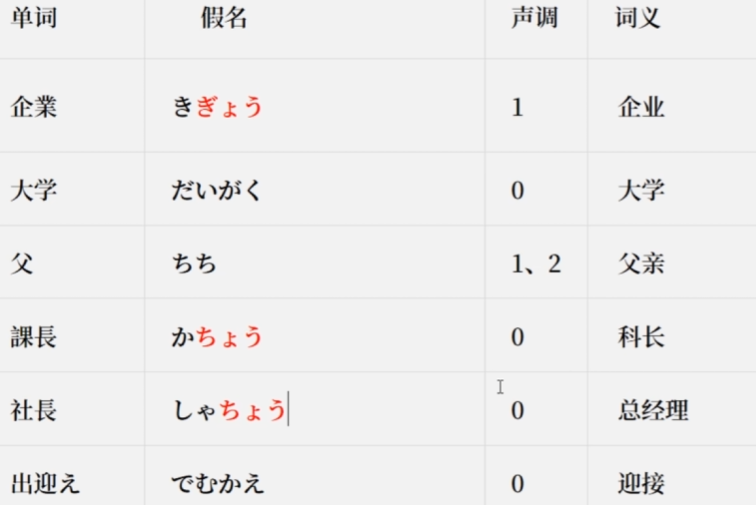 单词 假名 声调 词义
企業 きぎょう 1 企业
大学 だいがく 0 大学
父 ちち 1、2 父亲
課長 かちょう 0 科长
社長 しゃちょう 0 总经理
出迎え でむかえ 0 迎接